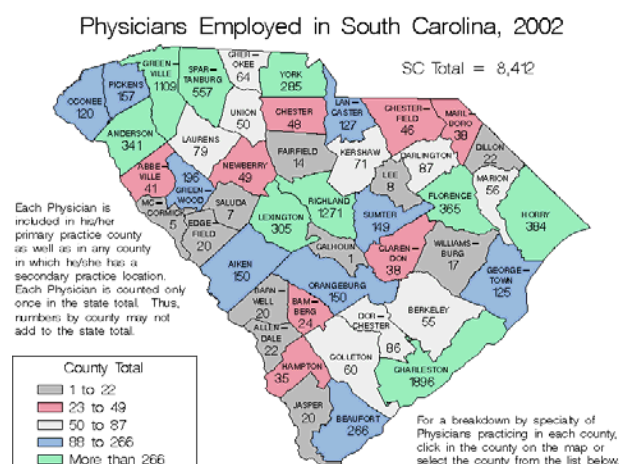 Physicians Employed in South Carolina, 2002
SC Total = 8,412
CHER-
OKEE
64
GREEN-
VILLE
1109
SPAR-
TANBURG
557
YORK
285
OCONEE
120
PICKENS
157
UNION
50
CHESTER
48
LAN-
CASTER
127
CHESTER-
FIELD
46
MARL-
BORO
38
ANDERSON
341
LAURENS
79
FAIRFIELD
14
KERSHAW
71
DARLINGTON
87
DILLON
22
ABBE-
VILLE
41
196
GREEN-
WOOD
NEWBERRY
49
LEE
8
MARION
56
MC-
CORMICK
5
SALUDA
7
LEXINGTON
305
RICHLAND
1271
SUMTER
149
FLORENCE
365
HORRY
384
EDGE-
FIELD
20
CALHOUN
1
CLAREN-
DON
38
WILLIAMS-
BURG
17
GEORGE-
TOWN
125
AIKEN
150
ORANGEBURG
150
BARN-
WELL
20
BAM-
BERG
24
DOR-
CHESTER
86
BERKELEY
55
ALLEN-
DALE
22
COLLETON
60
CHARLESTON
1896
HAMPTON
35
JASPER
20
BEAUFORT
266
Each Physician is
included in his/her
primary practice county
as well as in any county
in which he/she has a
secondary practice location.
Each Physician is counted only
once in the state total. Thus,
numbers by county may not
add to the state total.
County Total
1 to 22
23 to 49
50 to 87
88 to 266
More than 266
For a breakdown by specialty of
Physicians practicing in each county,
click in the county on the map or
select the county from the list below.